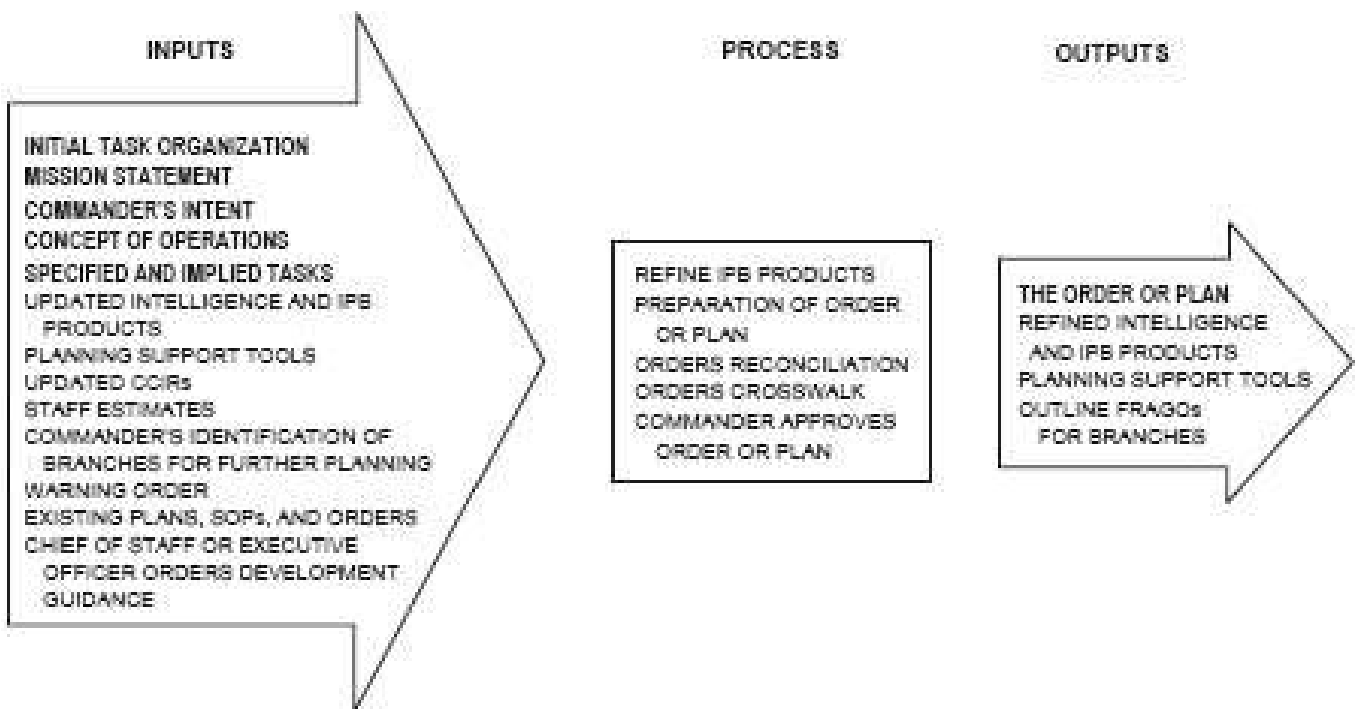 INPUTS
INITIAL TASK ORGANIZATION
MISSION STATEMENT
COMMANDER'S INTENT
CONCEPT OF OPERATIONS
SPECIFIED AND IMPLIED TASKS
UPDATED INTELLIGENCE AND IPB
PRODUCTS
PLANNING SUPPORT TOOLS
UPDATED CCIRs
STAFF ESTIMATES
COMMANDER'S IDENTIFICATION OF
BRANCHES FOR FURTHER PLANNING
WARNING ORDER
EXISTING PLANS, SOPs, AND ORDERS
CHIEF OF STAFF OR EXECUTIVE
OFFICER ORDERS DEVELOPMENT
GUIDANCE
PROCESS
REFINE IPB PRODUCTS
PREPARATION OF ORDER
OR PLAN
ORDERS RECONCILIATION
ORDERS CROSSWALK
COMMANDER APPROVES
ORDER OR PLAN
OUTPUTS
THE ORDER OR PLAN
REFINED INTELLIGENCE
AND IPB PRODUCTS
PLANNING SUPPORT TOOLS
OUTLINE FRAGOs
FOR BRANCHES